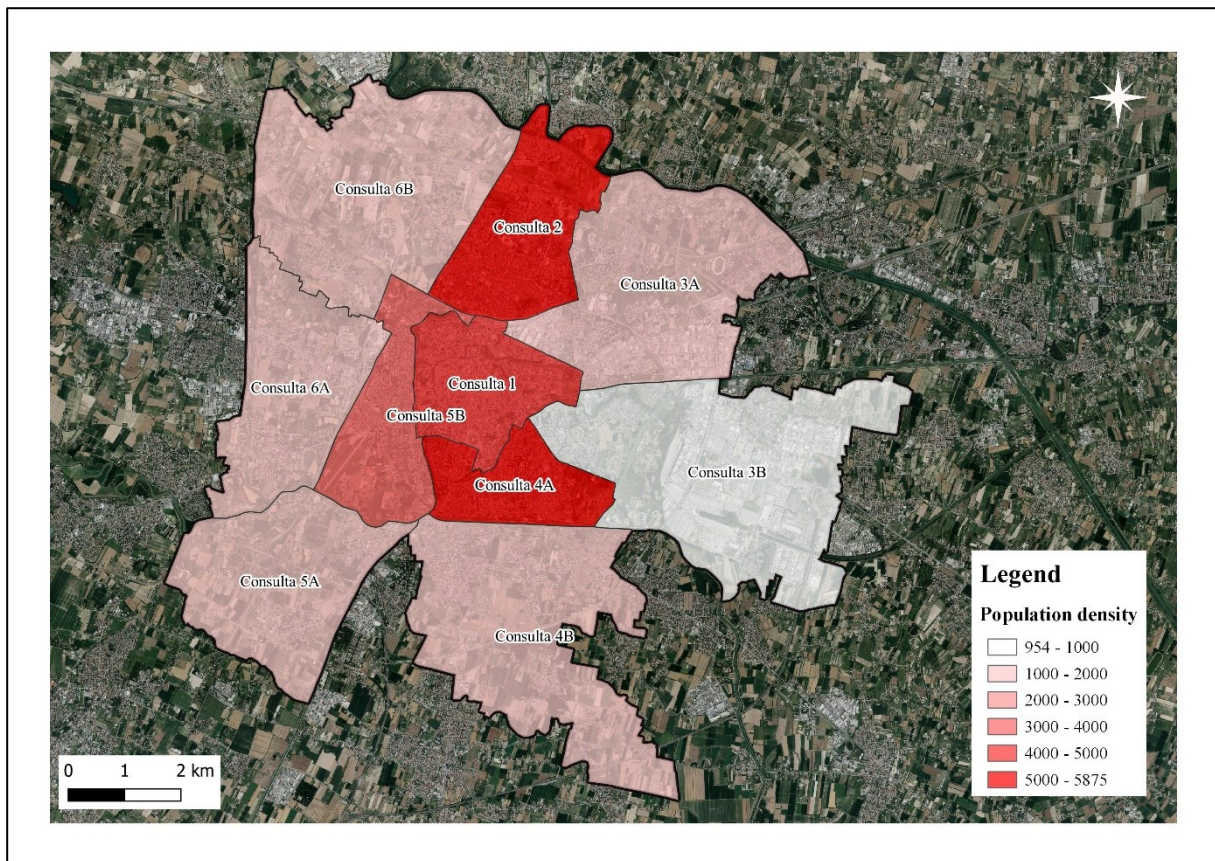 Consulta 6B
Consulta 2
Consulta 3A
Consulta 6A
Consulta 1
Consulta 5B
Consulta 3B
Consulta 4A
Consulta 5A
Consulta 4B
Legend
Population density
954 - 1000
1000 - 2000
2000 - 3000
3000 - 4000
4000 - 5000
5000 - 5875
0 1 2 km